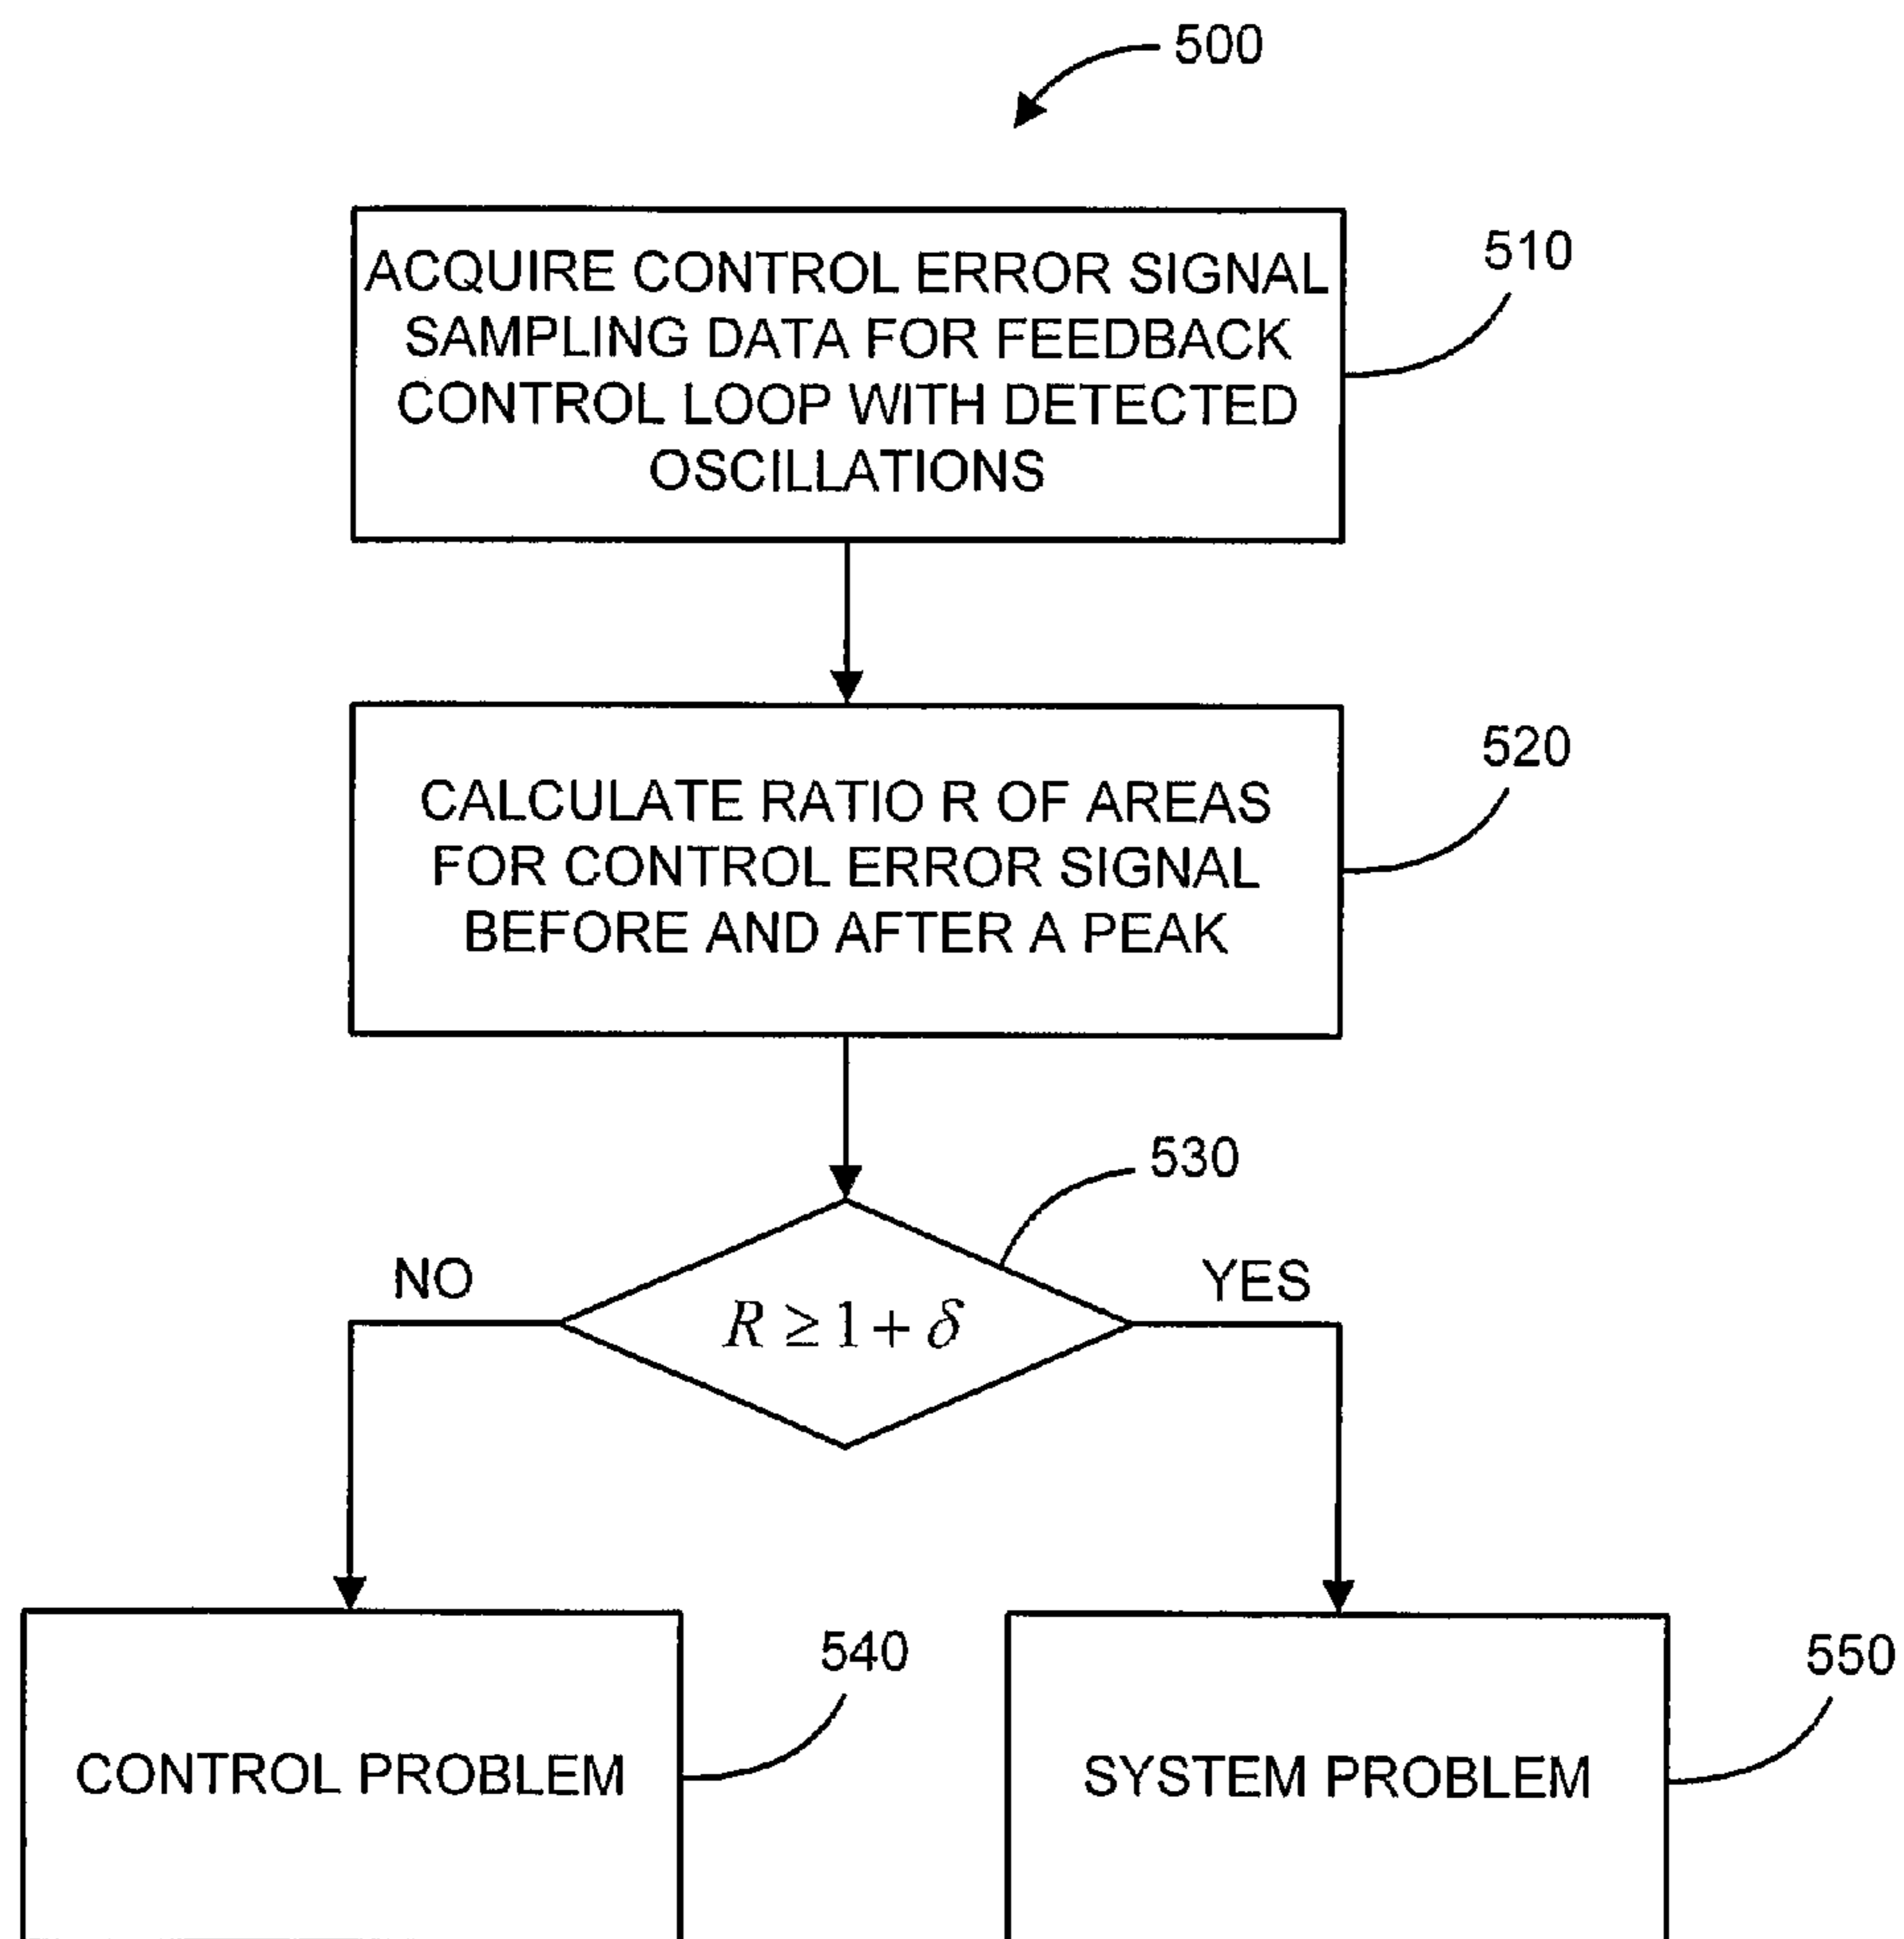 500
ACQUIRE CONTROL ERROR SIGNAL
SAMPLING DATA FOR FEEDBACK
CONTROL LOOP WITH DETECTED
OSCILLATIONS
510
CALCULATE RATIO R OF AREAS
FOR CONTROL ERROR SIGNAL
BEFORE AND AFTER A PEAK
520
530
NO
R ≥ 1 + δ
YES
540
CONTROL PROBLEM
550
SYSTEM PROBLEM